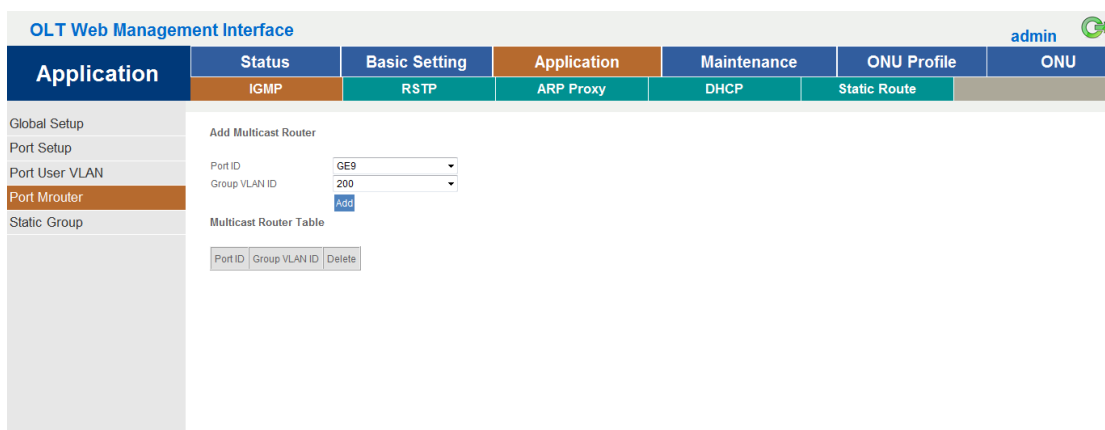 OLT Web Management Interface
admin
Application
Status Basic Setting Application Maintenance ONU Profile ONU
IGMP RSTP ARP Proxy DHCP Static Route
Global Setup
Port Setup
Port User VLAN
Port Mrouter
Static Group
Add Multicast Router
Port ID GE9
Group VLAN ID 200
Add
Multicast Router Table
Port ID Group VLAN ID Delete